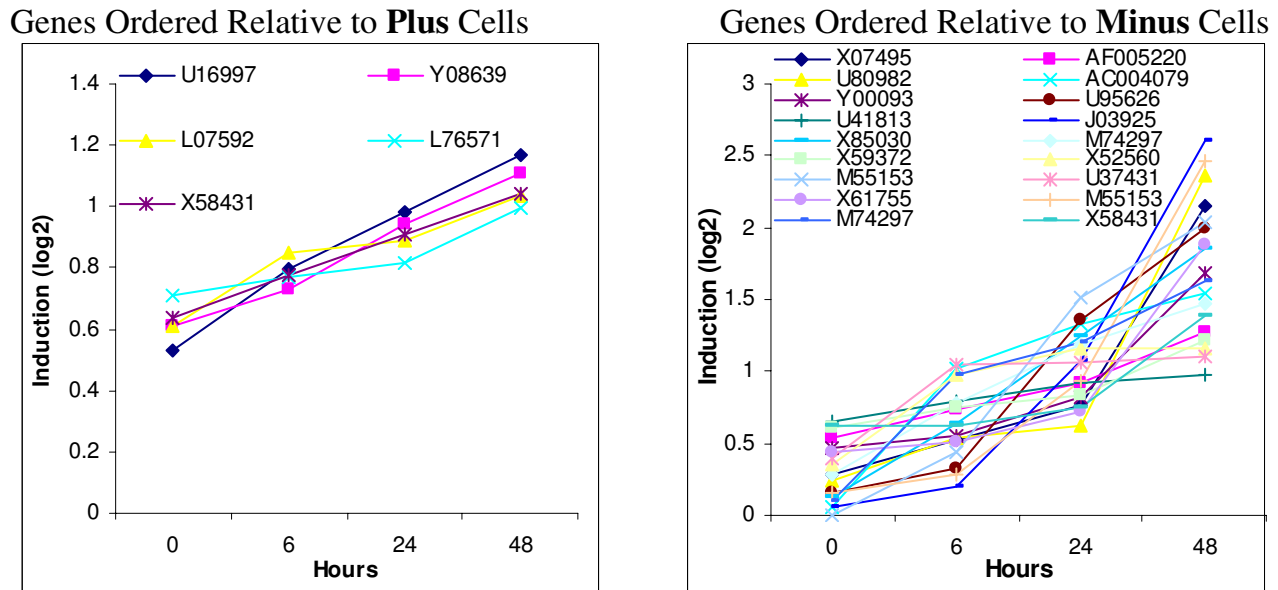 Genes Ordered Relative to Plus Cells
1.4
1.2
1
0.8
0.6
0.4
0.2
0
U16997 Y08639
L07592 L76571
X58431
Induction (log2)
0 6 24 48
Hours
Genes Ordered Relative to Minus Cells
3
2.5
2
1.5
1
0.5
0
X07495 AF005220
U80982 AC004079
Y00093 U95626
U41813 J03925
X85030 M74297
X59372 X52560
M55153 U37431
X61755 M55153
M74297 X58431
Induction (log2)
0 6 24 48
Hours